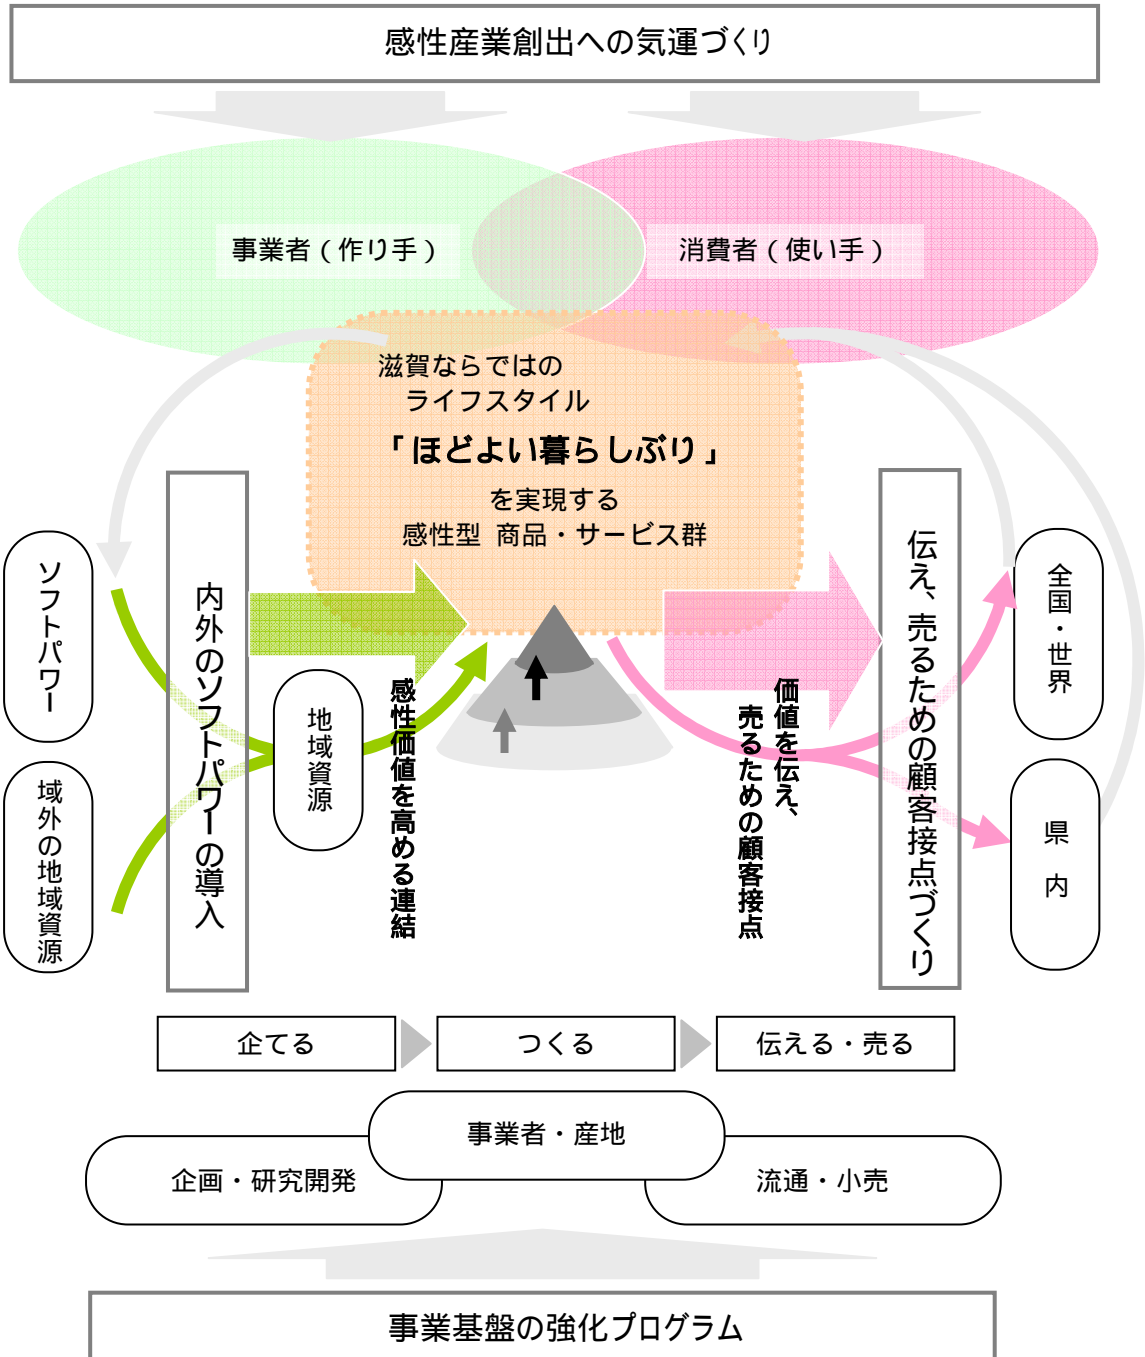 感性産業創出への気運づくり
事業者(作り手)
消費者(使い手)
滋賀ならではの
ライフスタイル
「ほどよい暮らしぶり」
を実現する
感性型 商品・サービス群
ソフトパワー
域外の地域資源
内外のソフトパワーの導入
地域資源
感性価値を高める連結
価値を伝え、
売るための顧客接点
伝え、売るための顧客接点づくり
全国・世界
県 内
企てる
つくる
伝える・売る
事業者・産地
企画・研究開発
流通・小売
事業基盤の強化プログラム